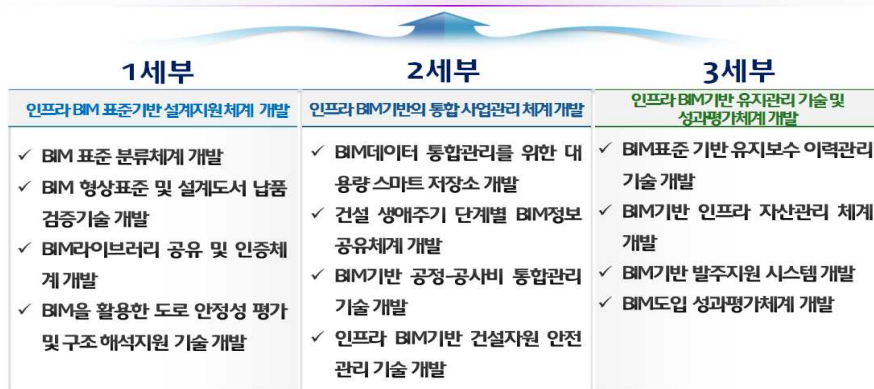 1세부
인프라 BIM 표준기반 설계지원 체계 개발
✓ BIM 표준 분류체계 개발
✓ BIM 형상표준 및 설계도서 납품
검증기술 개발
✓ BIM라이브러리 공유 및 인증체
계 개발
✓ BIM을 활용한 도로 안정성 평가
및 구조 해석지원 기술 개발
2세부
인프라 BIM기반의 통합 사업관리 체계 개발
✓ BIM데이터 통합관리를 위한 대
용량 스마트 저장소 개발
✓ 건설 생애주기 단계별 BIM정보
공유체계 개발
✓ BIM기반 공정-공사비 통합관리
기술 개발
✓ 인프라 BIM기반 건설자원 안전
관리 기술 개발
3세부
인프라 BIM기반 유지관리 기술 및
성과평가체계 개발
✓ BIM표준 기반 유지보수 이력관리
기술 개발
✓ BIM기반 인프라 자산관리 체계
개발
✓ BIM기반 발주지원 시스템 개발
✓ BIM도입 성과평가체계 개발